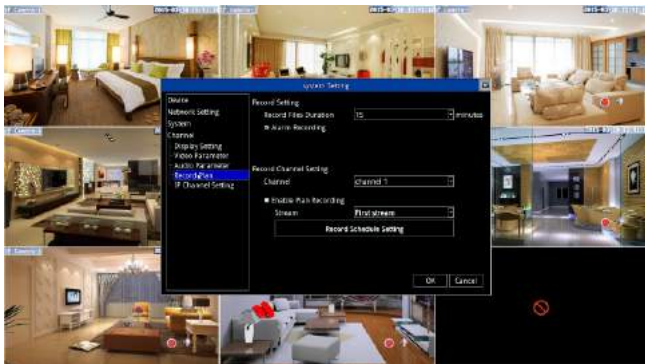 system Setting
Device
Network Setting
System
Channel
Display Setting
Video Parameter
Audio Parameter
Record Plan
IP Channel Setting
Record Setting
Record Files Duration 15 minutes
Alarm Recording
Record Channel Setting
Channel channel 1
Enable Plan Recording
Stream First stream
Record Schedule Setting
OK Cancel